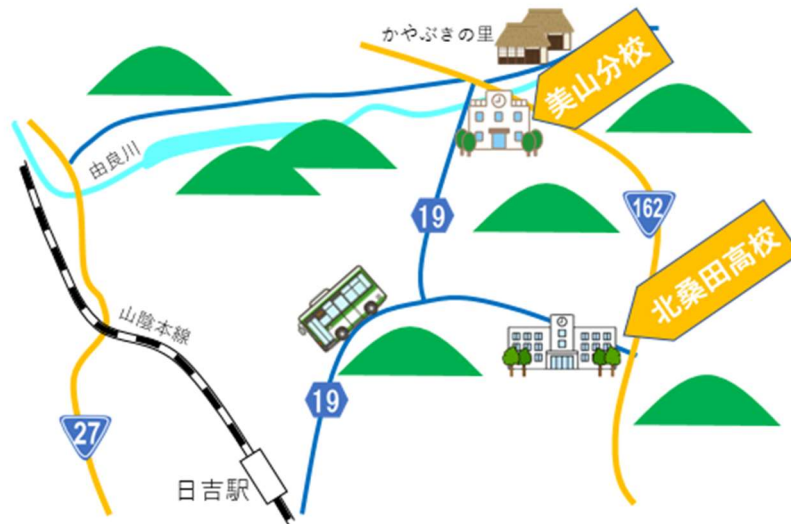 かやぶきの里
美山分校
由良川
19
162
北桑田高校
山陰本線
19
27
日吉駅